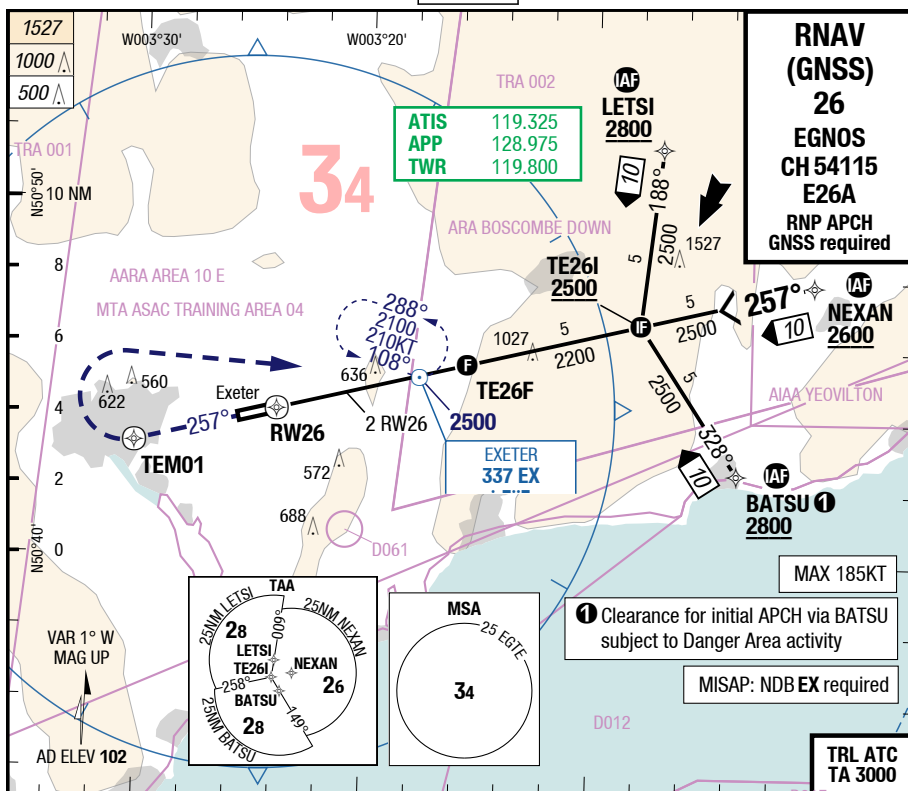 1527
1000
500
W003°30'
W003°20'
RNAV
(GNSS)
26
EGNOS
CH 54115
E26A
RNP APCH
GNSS required
TRA 002
IAF
LETSI
2800
ATIS 119.325
APP 128.975
TWR 119.800
TRA 001
34
N50°50'
10 NM
10
188°
2500
5
1527
ARA BOSCOMBE DOWN
TE26I
2500
8
AARA AREA 10 E
MTA ASAC TRAINING AREA 04
IF
5
2500
257°
10
IAF
NEXAN
2600
288°
2100
210KT
108°
1027
5
2200
6
636
F
TE26F
5
2500
328°
10
AIAA YEOVILTON
560
622
4
Exeter
257°
RW26
2 RW26
2500
TEM01
EXETER
337 EX
IAF
BATSU ❶
2800
2
572
688
N50°40'
0
D061
MAX 185KT
❶ Clearance for initial APCH via BATSU
subject to Danger Area activity
MISAP: NDB EX required
TAA
25NM LETSI
009°
25NM NEXAN
28
LETSI
TE26I
NEXAN
26
258°
BATSU
28
149°
25NM BATSU
MSA
25 EGTE
34
VAR 1° W
MAG UP
AD ELEV 102
D012
TRL ATC
TA 3000